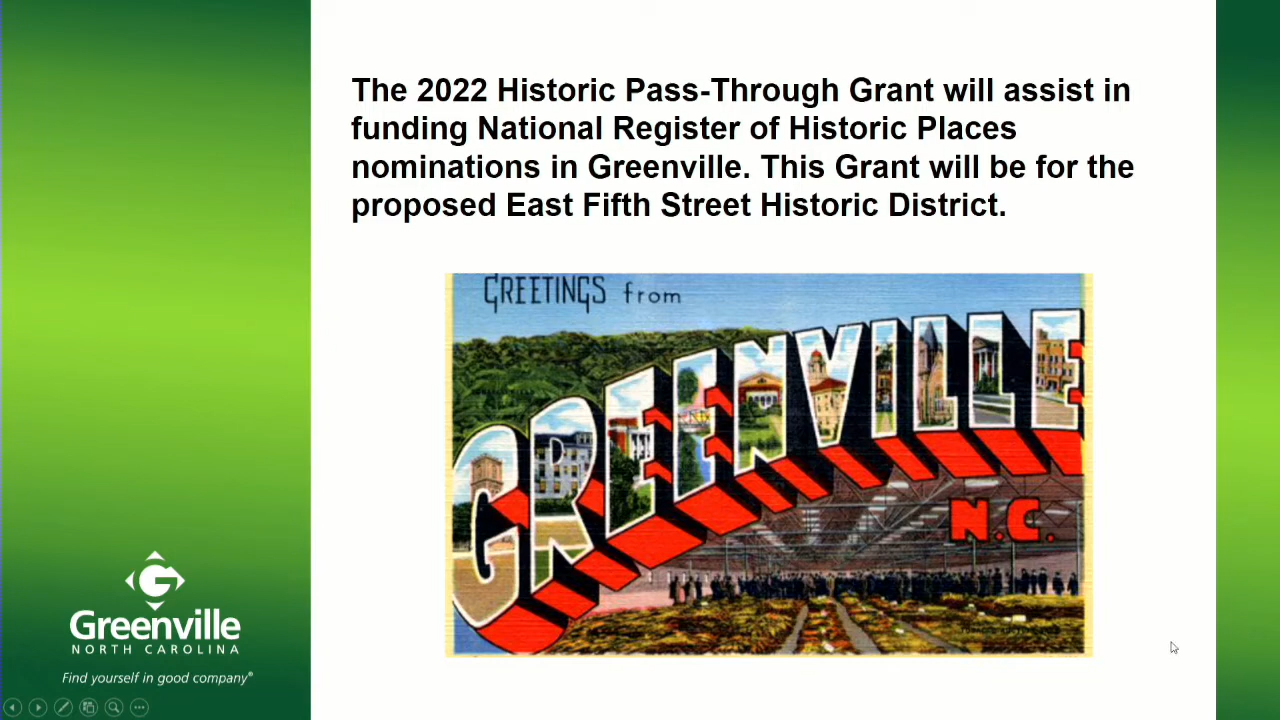 The 2022 Historic Pass-Through Grant will assist in
funding National Register of Historic Places
nominations in Greenville. This Grant will be for the
proposed East Fifth Street Historic District.
GREETINGS from
GREENVILLE
N.C.
Greenville
NORTH CAROLINA
Find yourself in good company®